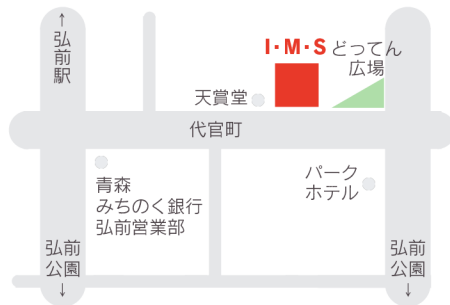 ↑
弘前駅
I・M・S
どってん
広場
天賞堂
代官町
青森
みちのく銀行
弘前営業部
パーク
ホテル
弘前
公園
↓
弘前
公園
↓